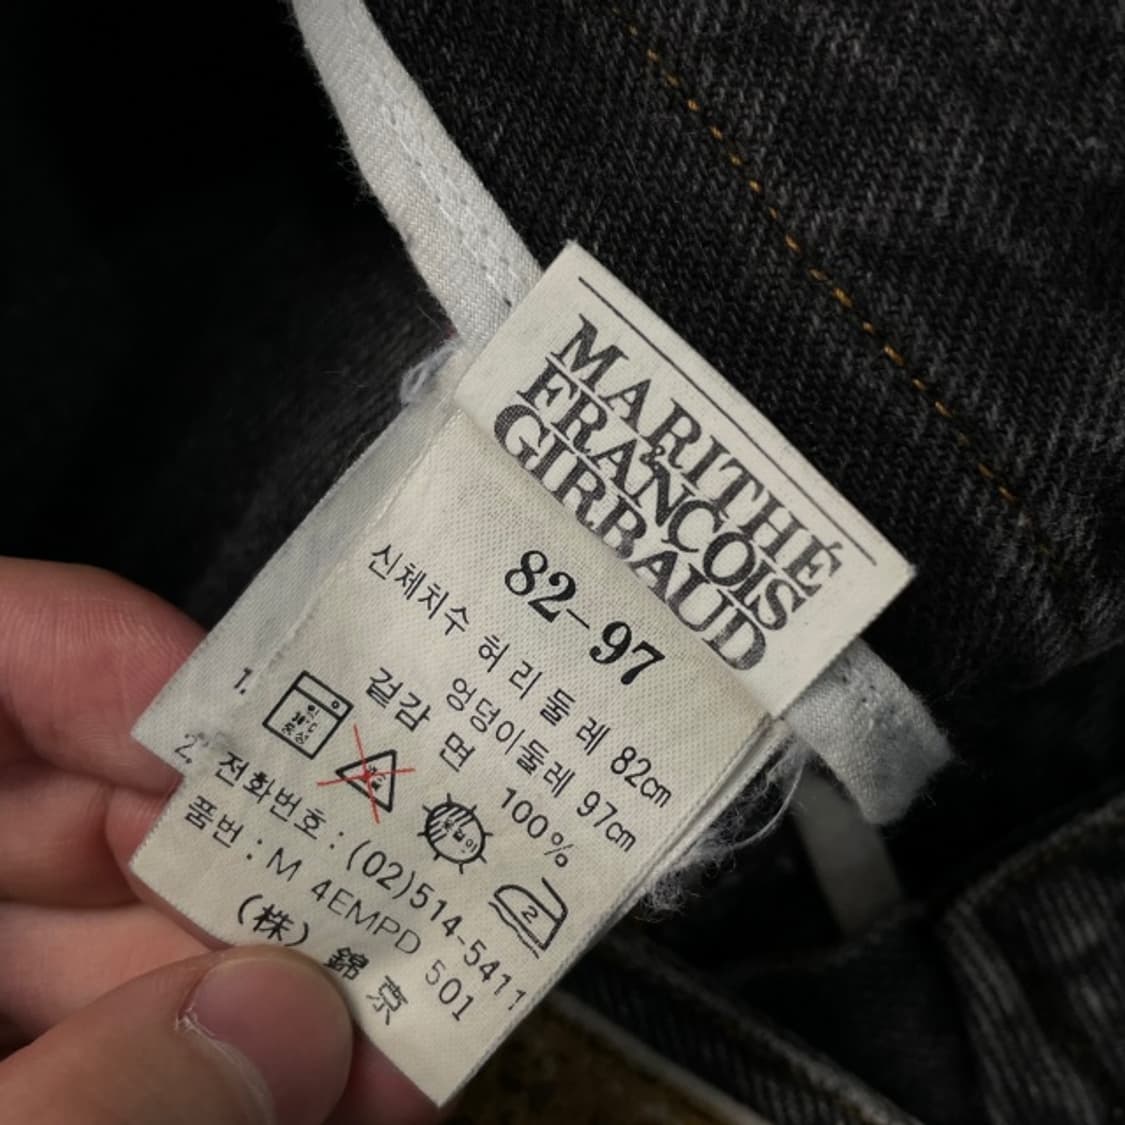 MARITHÉ
&
FRANÇOIS
GIRBAUD
82-97
신체치수 허리둘레 82cm
엉덩이둘레 97cm
겉감 면 100%
1.
2.
2
전화번호: (02)514-5411
품번: M 4EMPD 501
(株) 錦京